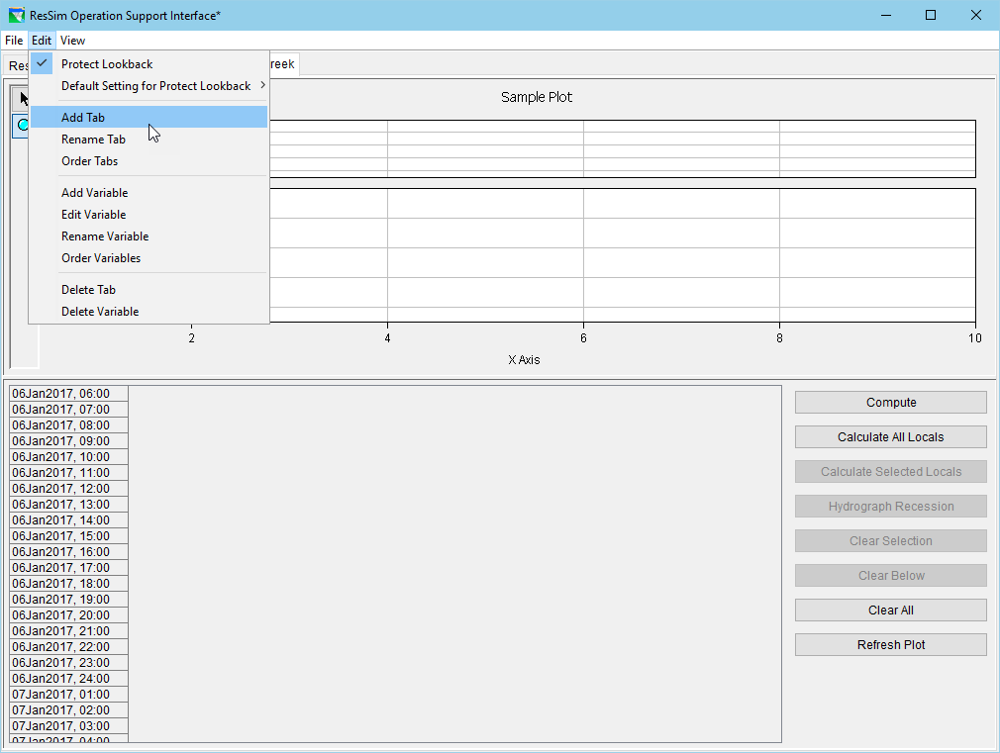 ResSim Operation Support Interface*
File Edit View
Res
reek
Protect Lookback
Default Setting for Protect Lookback
Add Tab
Rename Tab
Order Tabs
Add Variable
Edit Variable
Rename Variable
Order Variables
Delete Tab
Delete Variable
Sample Plot
2 4 6 8 10
X Axis
06Jan2017, 06:00
06Jan2017, 07:00
06Jan2017, 08:00
06Jan2017, 09:00
06Jan2017, 10:00
06Jan2017, 11:00
06Jan2017, 12:00
06Jan2017, 13:00
06Jan2017, 14:00
06Jan2017, 15:00
06Jan2017, 16:00
06Jan2017, 17:00
06Jan2017, 18:00
06Jan2017, 19:00
06Jan2017, 20:00
06Jan2017, 21:00
06Jan2017, 22:00
06Jan2017, 23:00
06Jan2017, 24:00
07Jan2017, 01:00
07Jan2017, 02:00
07Jan2017, 03:00
07Jan2017, 04:00
Compute
Calculate All Locals
Calculate Selected Locals
Hydrograph Recession
Clear Selection
Clear Below
Clear All
Refresh Plot